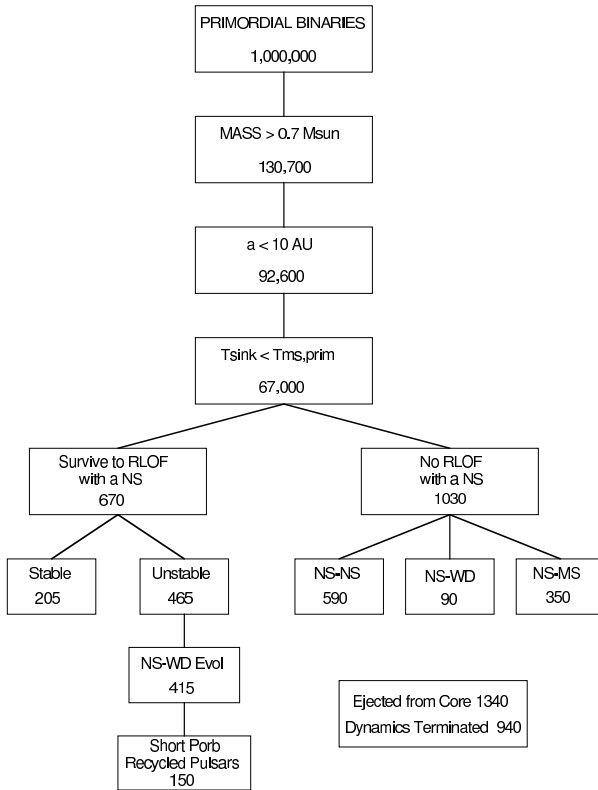 PRIMORDIAL BINARIES
1,000,000
MASS > 0.7 Msun
130,700
a < 10 AU
92,600
Tsink < Tms,prim
67,000
Survive to RLOF
with a NS
670
No RLOF
with a NS
1030
Stable
205
Unstable
465
NS-NS
590
NS-WD
90
NS-MS
350
NS-WD Evol
415
Short Porb
Recycled Pulsars
150
Ejected from Core 1340
Dynamics Terminated 940